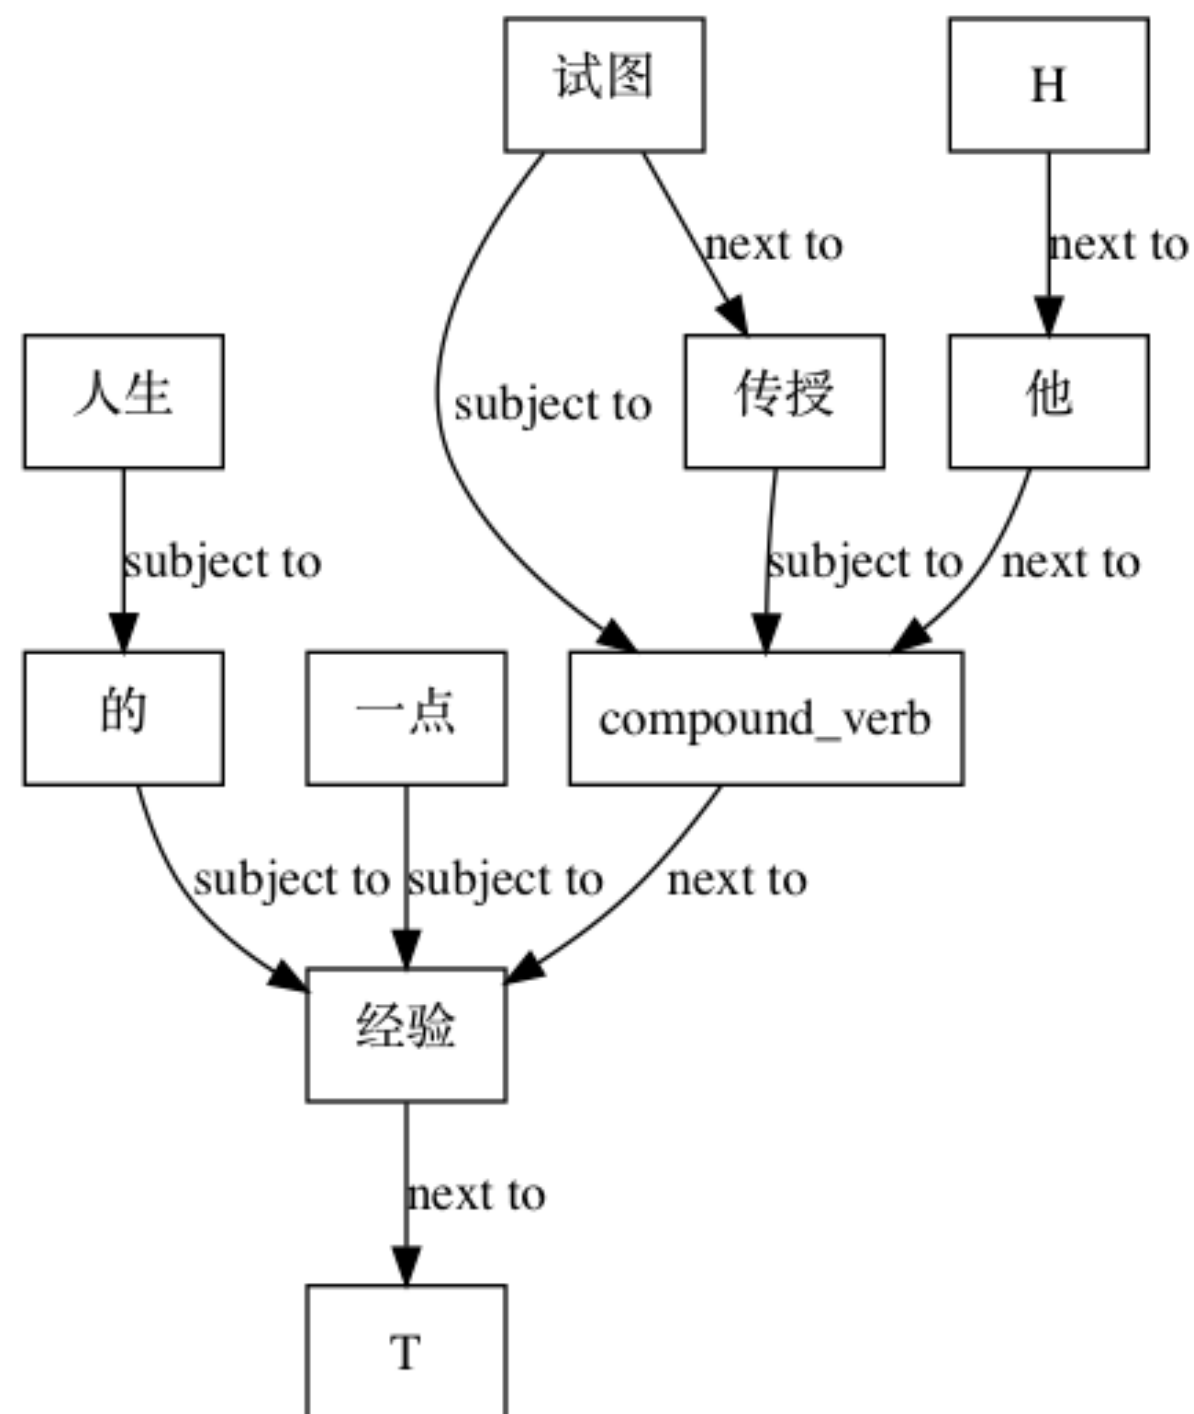 试图
H
next to
next to
人生
subject to
传授
他
subject to
subject to
next to
的
一点
compound_verb
subject to
subject to
next to
经验
next to
T